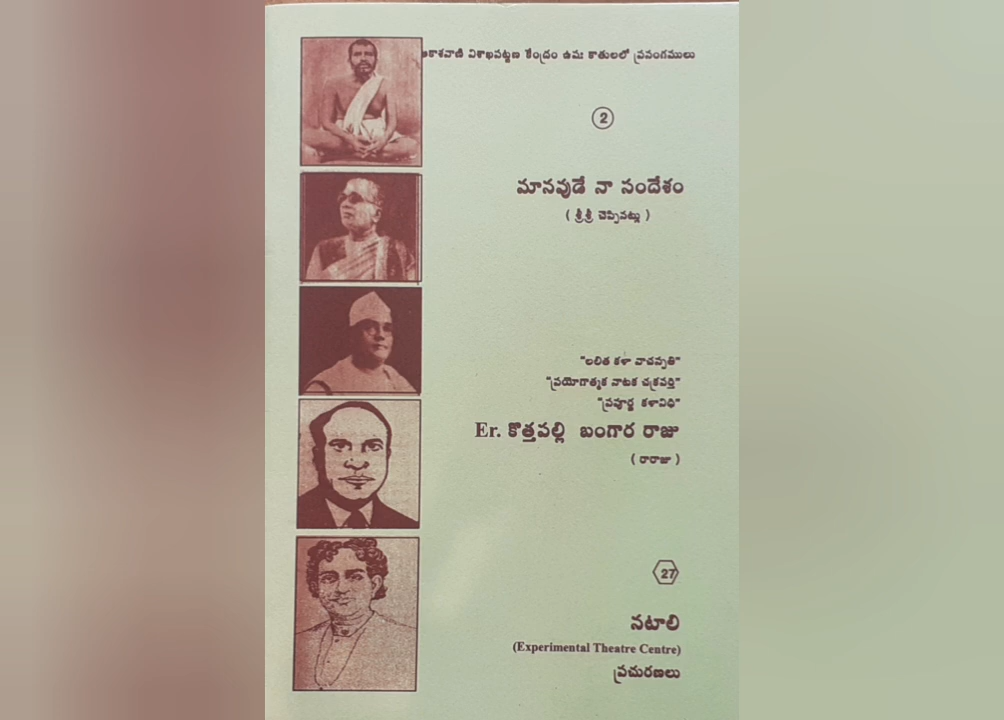 ఆకాశవాణి విశాఖపట్టణ కేంద్రం ఉషః కాతులలో ప్రసంగములు
2
మానవుడే నా సందేశం
( శ్రీశ్రీ చెప్పినట్లు )
"లలిత కళా వాచస్పతి"
"ప్రయోగాత్మక నాటక చక్రవర్తి"
"ప్రపూర్ణ కళానిధి"
Er. కొత్తపల్లి బంగార రాజు
( రారాజు )
27
నటాలి
(Experimental Theatre Centre)
ప్రచురణలు